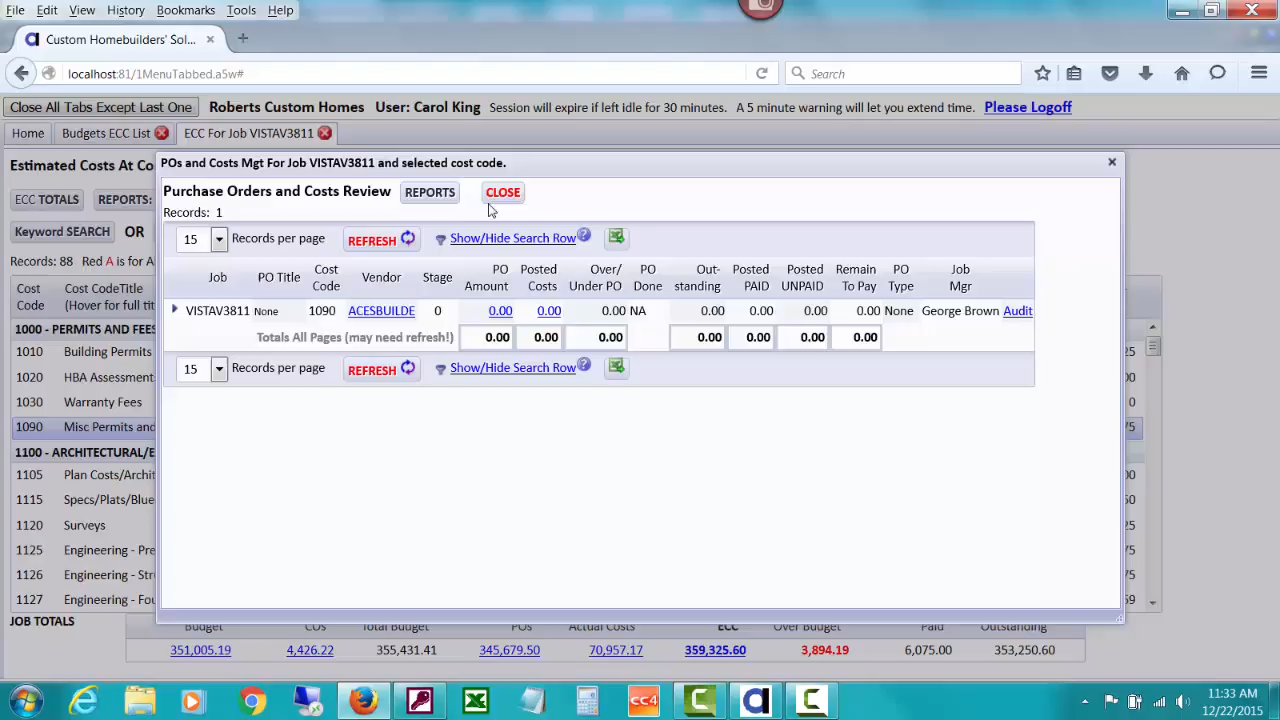 File Edit View History Bookmarks Tools Help
Custom Homebuilders' Sol...
localhost:81/1MenuTabbed.a5w#
Search
Close All Tabs Except Last One Roberts Custom Homes User: Carol King Session will expire if left idle for 30 minutes. A 5 minute warning will let you extend time. Please Logoff
Home Budgets ECC List ECC For Job VISTAV3811
Estimated Costs At Co
POs and Costs Mgt For Job VISTAV3811 and selected cost code.
ECC TOTALS REPORTS:
Purchase Orders and Costs Review REPORTS CLOSE
Records: 1
Keyword SEARCH OR
15 Records per page REFRESH Show/Hide Search Row
Records: 88 Red A is for A
Job PO Title Cost Code Vendor Stage PO Amount Posted Costs Over/ Under PO PO Done Out- standing Posted PAID Posted UNPAID Remain To Pay PO Type Job Mgr
Cost Code Cost CodeTitle (Hover for full tit
VISTAV3811 None 1090 ACESBUILDE 0 0.00 0.00 0.00 NA 0.00 0.00 0.00 0.00 None George Brown Audit
1000 - PERMITS AND FEES
Totals All Pages (may need refresh!) 0.00 0.00 0.00 0.00 0.00 0.00 0.00
1010 Building Permits 25
15 Records per page REFRESH Show/Hide Search Row
1020 HBA Assessment 00
1030 Warranty Fees 0
1090 Misc Permits and 75
1100 - ARCHITECTURAL/E
1105 Plan Costs/Archit 00
1115 Specs/Plats/Blue 50
1120 Surveys 25
1125 Engineering - Pre 75
1126 Engineering - Stru 75
1127 Engineering - Fou 59
JOB TOTALS
Budget COs Total Budget POs Actual Costs ECC Over Budget Paid Outstanding
351,005.19 4,426.22 355,431.41 345,679.50 70,957.17 359,325.60 3,894.19 6,075.00 353,250.60
CC4
11:33 AM
12/22/2015